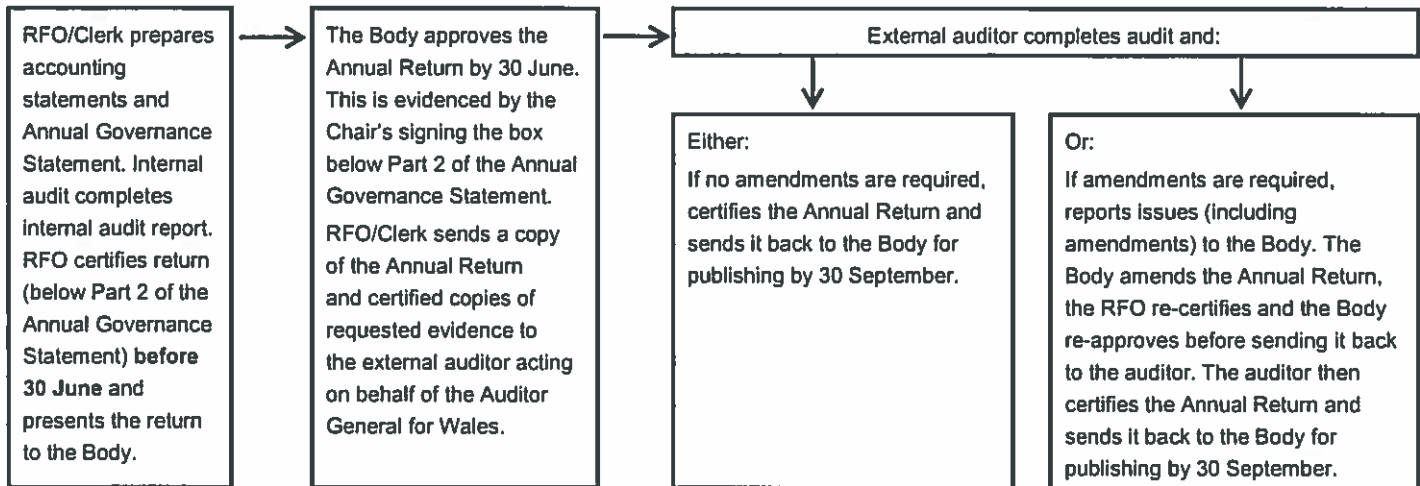 RFO/Clerk prepares
accounting
statements and
Annual Governance
Statement. Internal
audit completes
internal audit report.
RFO certifies return
(below Part 2 of the
Annual Governance
Statement) before
30 June and
presents the return
to the Body.
The Body approves the
Annual Return by 30 June.
This is evidenced by the
Chair's signing the box
below Part 2 of the Annual
Governance Statement.
RFO/Clerk sends a copy
of the Annual Return
and certified copies of
requested evidence to
the external auditor acting
on behalf of the Auditor
General for Wales.
External auditor completes audit and:
Either:
If no amendments are required,
certifies the Annual Return and
sends it back to the Body for
publishing by 30 September.
Or:
If amendments are required,
reports issues (including
amendments) to the Body. The
Body amends the Annual Return,
the RFO re-certifies and the Body
re-approves before sending it back
to the auditor. The auditor then
certifies the Annual Return and
sends it back to the Body for
publishing by 30 September.